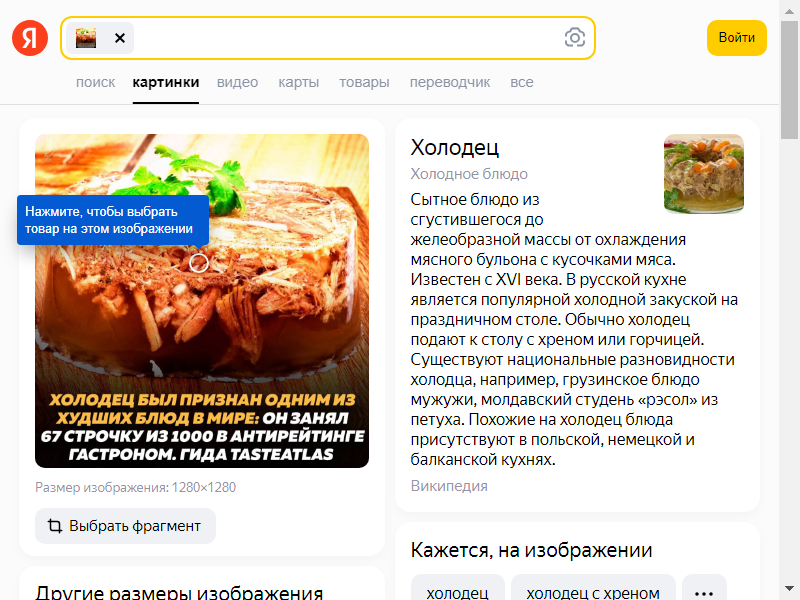 Я
Войти
поиск
картинки
видео
карты
товары
переводчик
все
Нажмите, чтобы выбрать
товар на этом изображении
ХОЛОДЕЦ БЫЛ ПРИЗНАН ОДНИМ ИЗ
ХУДШИХ БЛЮД В МИРЕ: ОН ЗАНЯЛ
67 СТРОЧКУ ИЗ 1000 В АНТИРЕЙТИНГЕ
ГАСТРОНОМ. ГИДА TASTEATLAS
Размер изображения: 1280×1280
Выбрать фрагмент
Другие размеры изображения
Холодец
Холодное блюдо
Сытное блюдо из
сгустившегося до
желеобразной массы от охлаждения
мясного бульона с кусочками мяса.
Известен с XVI века. В русской кухне
является популярной холодной закуской на
праздничном столе. Обычно холодец
подают к столу с хреном или горчицей.
Существуют национальные разновидности
холодца, например, грузинское блюдо
мужужи, молдавский студень «рэсол» из
петуха. Похожие на холодец блюда
присутствуют в польской, немецкой и
балканской кухнях.
Википедия
Кажется, на изображении
холодец
холодец с хреном